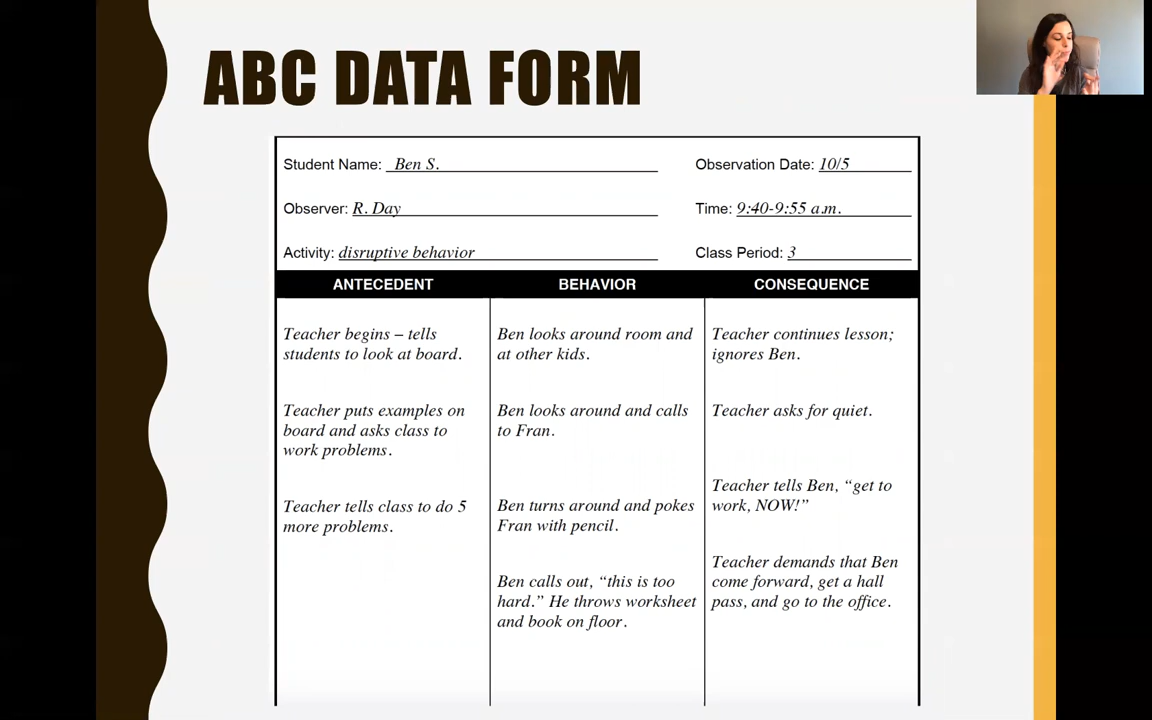 ABC DATA FORM
Student Name: Ben S.
Observation Date: 10/5
Observer: R. Day
Time: 9:40-9:55 a.m.
Activity: disruptive behavior
Class Period: 3
ANTECEDENT
BEHAVIOR
CONSEQUENCE
Teacher begins – tells
students to look at board.
Ben looks around room and
at other kids.
Teacher continues lesson;
ignores Ben.
Teacher puts examples on
board and asks class to
work problems.
Ben looks around and calls
to Fran.
Teacher asks for quiet.
Teacher tells class to do 5
more problems.
Ben turns around and pokes
Fran with pencil.
Teacher tells Ben, “get to
work, NOW!”
Ben calls out, “this is too
hard.” He throws worksheet
and book on floor.
Teacher demands that Ben
come forward, get a hall
pass, and go to the office.